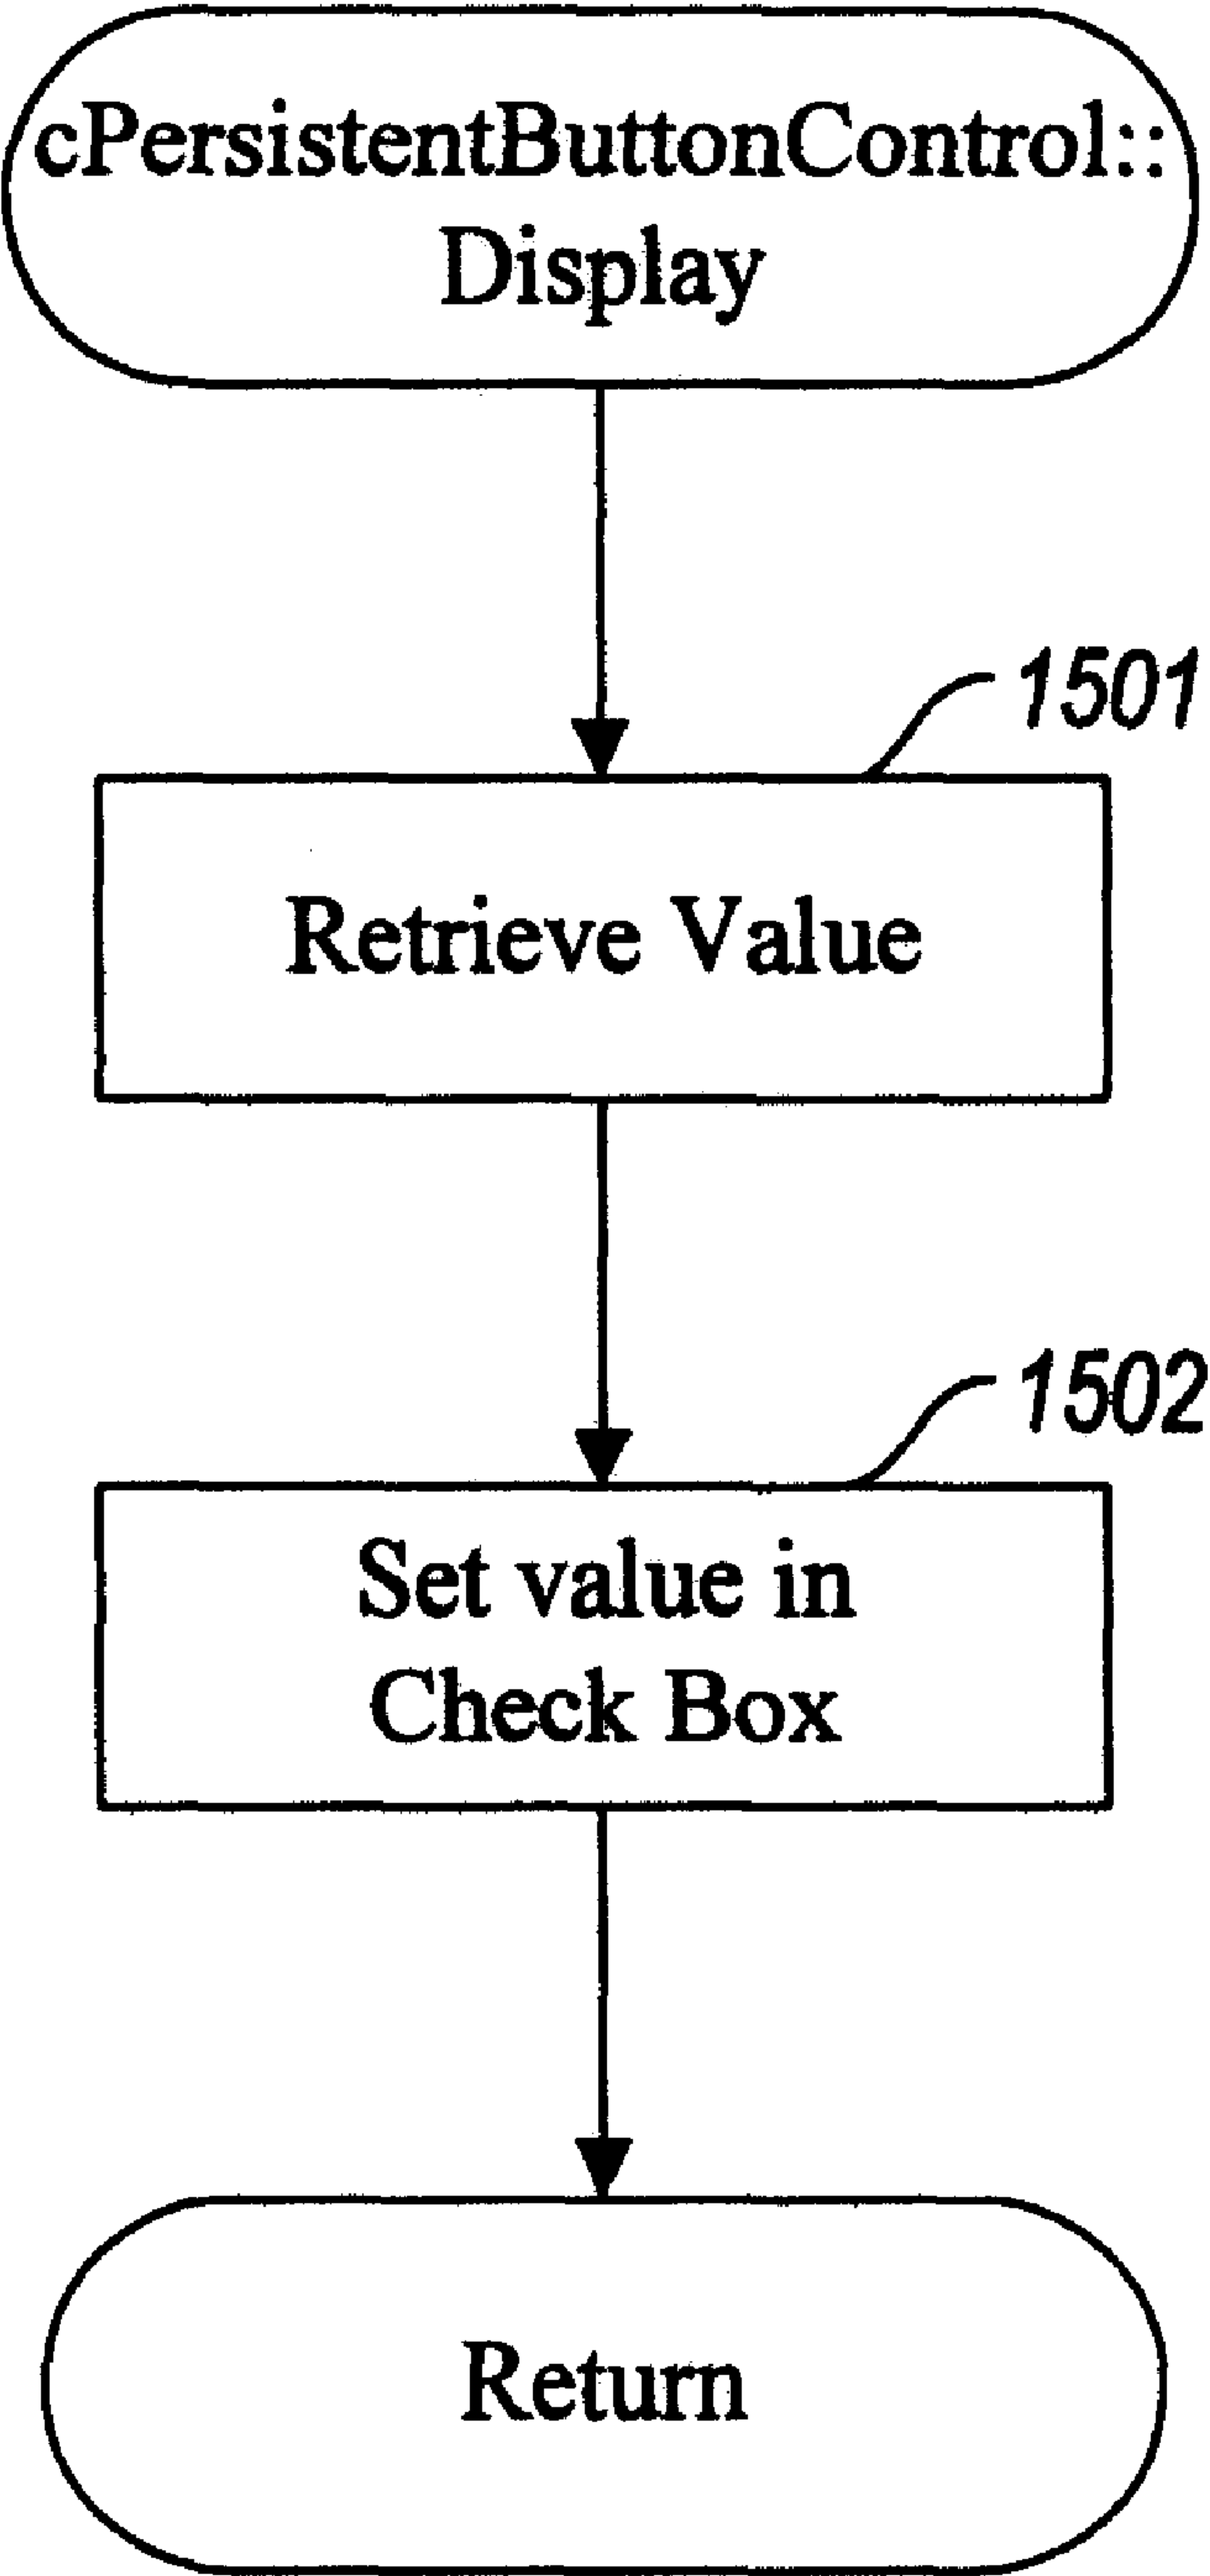 cPersistentButtonControl::
Display
1501
Retrieve Value
1502
Set value in
Check Box
Return